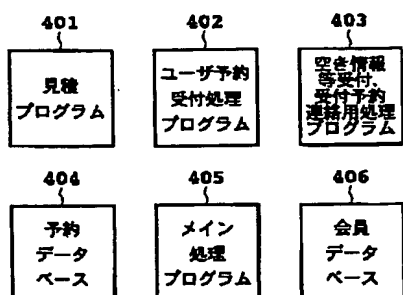 401
402
403
見積
プログラム
ユーザ予約
受付処理
プログラム
空き情報
等受付、
受付予約
連絡用処理
プログラム
404
405
406
予約
データ
ベース
メイン
処理
プログラム
会員
データ
ベース